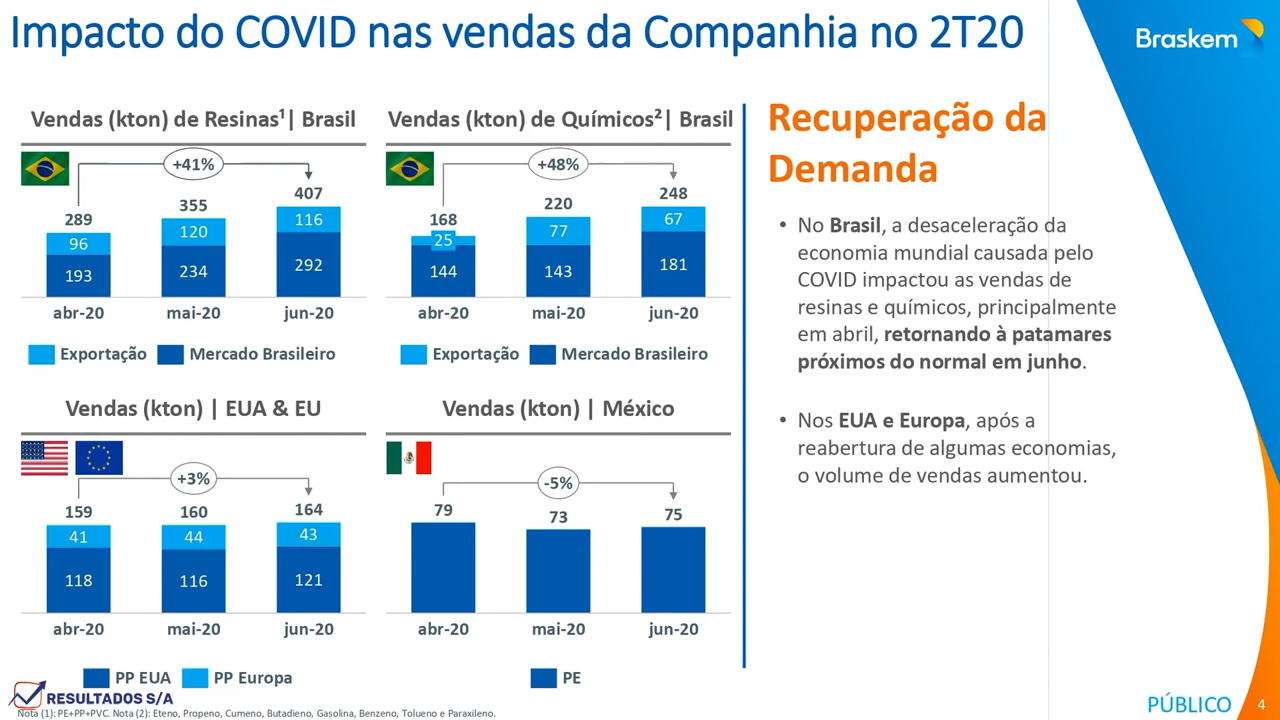 Impacto do COVID nas vendas da Companhia no 2T20
Braskem
Vendas (kton) de Resinas¹| Brasil
+41%
289
355
407
96
120
116
193
234
292
abr-20
mai-20
jun-20
Exportação
Mercado Brasileiro
Vendas (kton) de Químicos²| Brasil
+48%
168
220
248
25
77
67
144
143
181
abr-20
mai-20
jun-20
Exportação
Mercado Brasileiro
Vendas (kton) | EUA & EU
+3%
159
160
164
41
44
43
118
116
121
abr-20
mai-20
jun-20
PP EUA
PP Europa
Vendas (kton) | México
-5%
79
73
75
abr-20
mai-20
jun-20
PE
Recuperação da
Demanda
• No Brasil, a desaceleração da
economia mundial causada pelo
COVID impactou as vendas de
resinas e químicos, principalmente
em abril, retornando à patamares
próximos do normal em junho.
• Nos EUA e Europa, após a
reabertura de algumas economias,
o volume de vendas aumentou.
RESULTADOS S/A
Nota (1): PE+PP+PVC. Nota (2): Eteno, Propeno, Cumeno, Butadieno, Gasolina, Benzeno, Tolueno e Paraxileno.
PÚBLICO
4